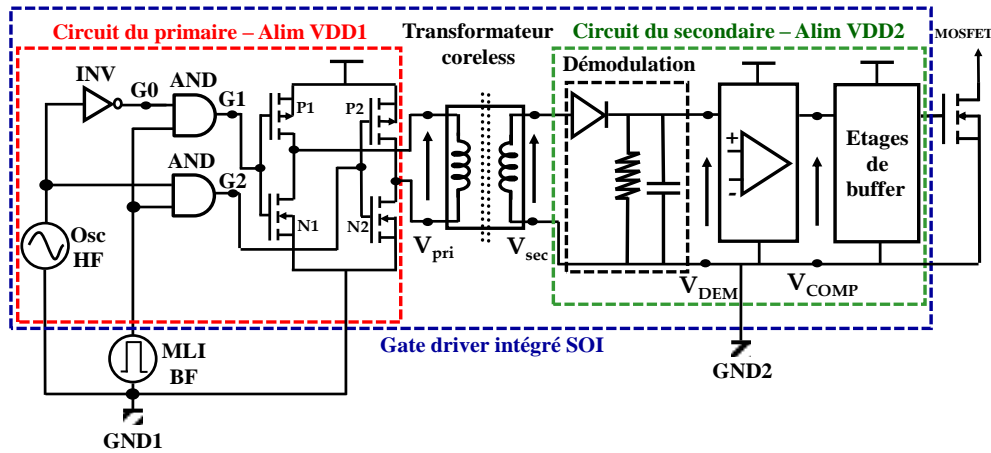 Circuit du primaire – Alim VDD1
Transformateur
coreless
Circuit du secondaire – Alim VDD2
MOSFET
INV
G0
AND
G1
P1
P2
Démodulation
AND
G2
N1
N2
+
-
Etages
de
buffer
Osc
HF
Vpri
Vsec
VDEM
VCOMP
MLI
BF
Gate driver intégré SOI
GND2
GND1